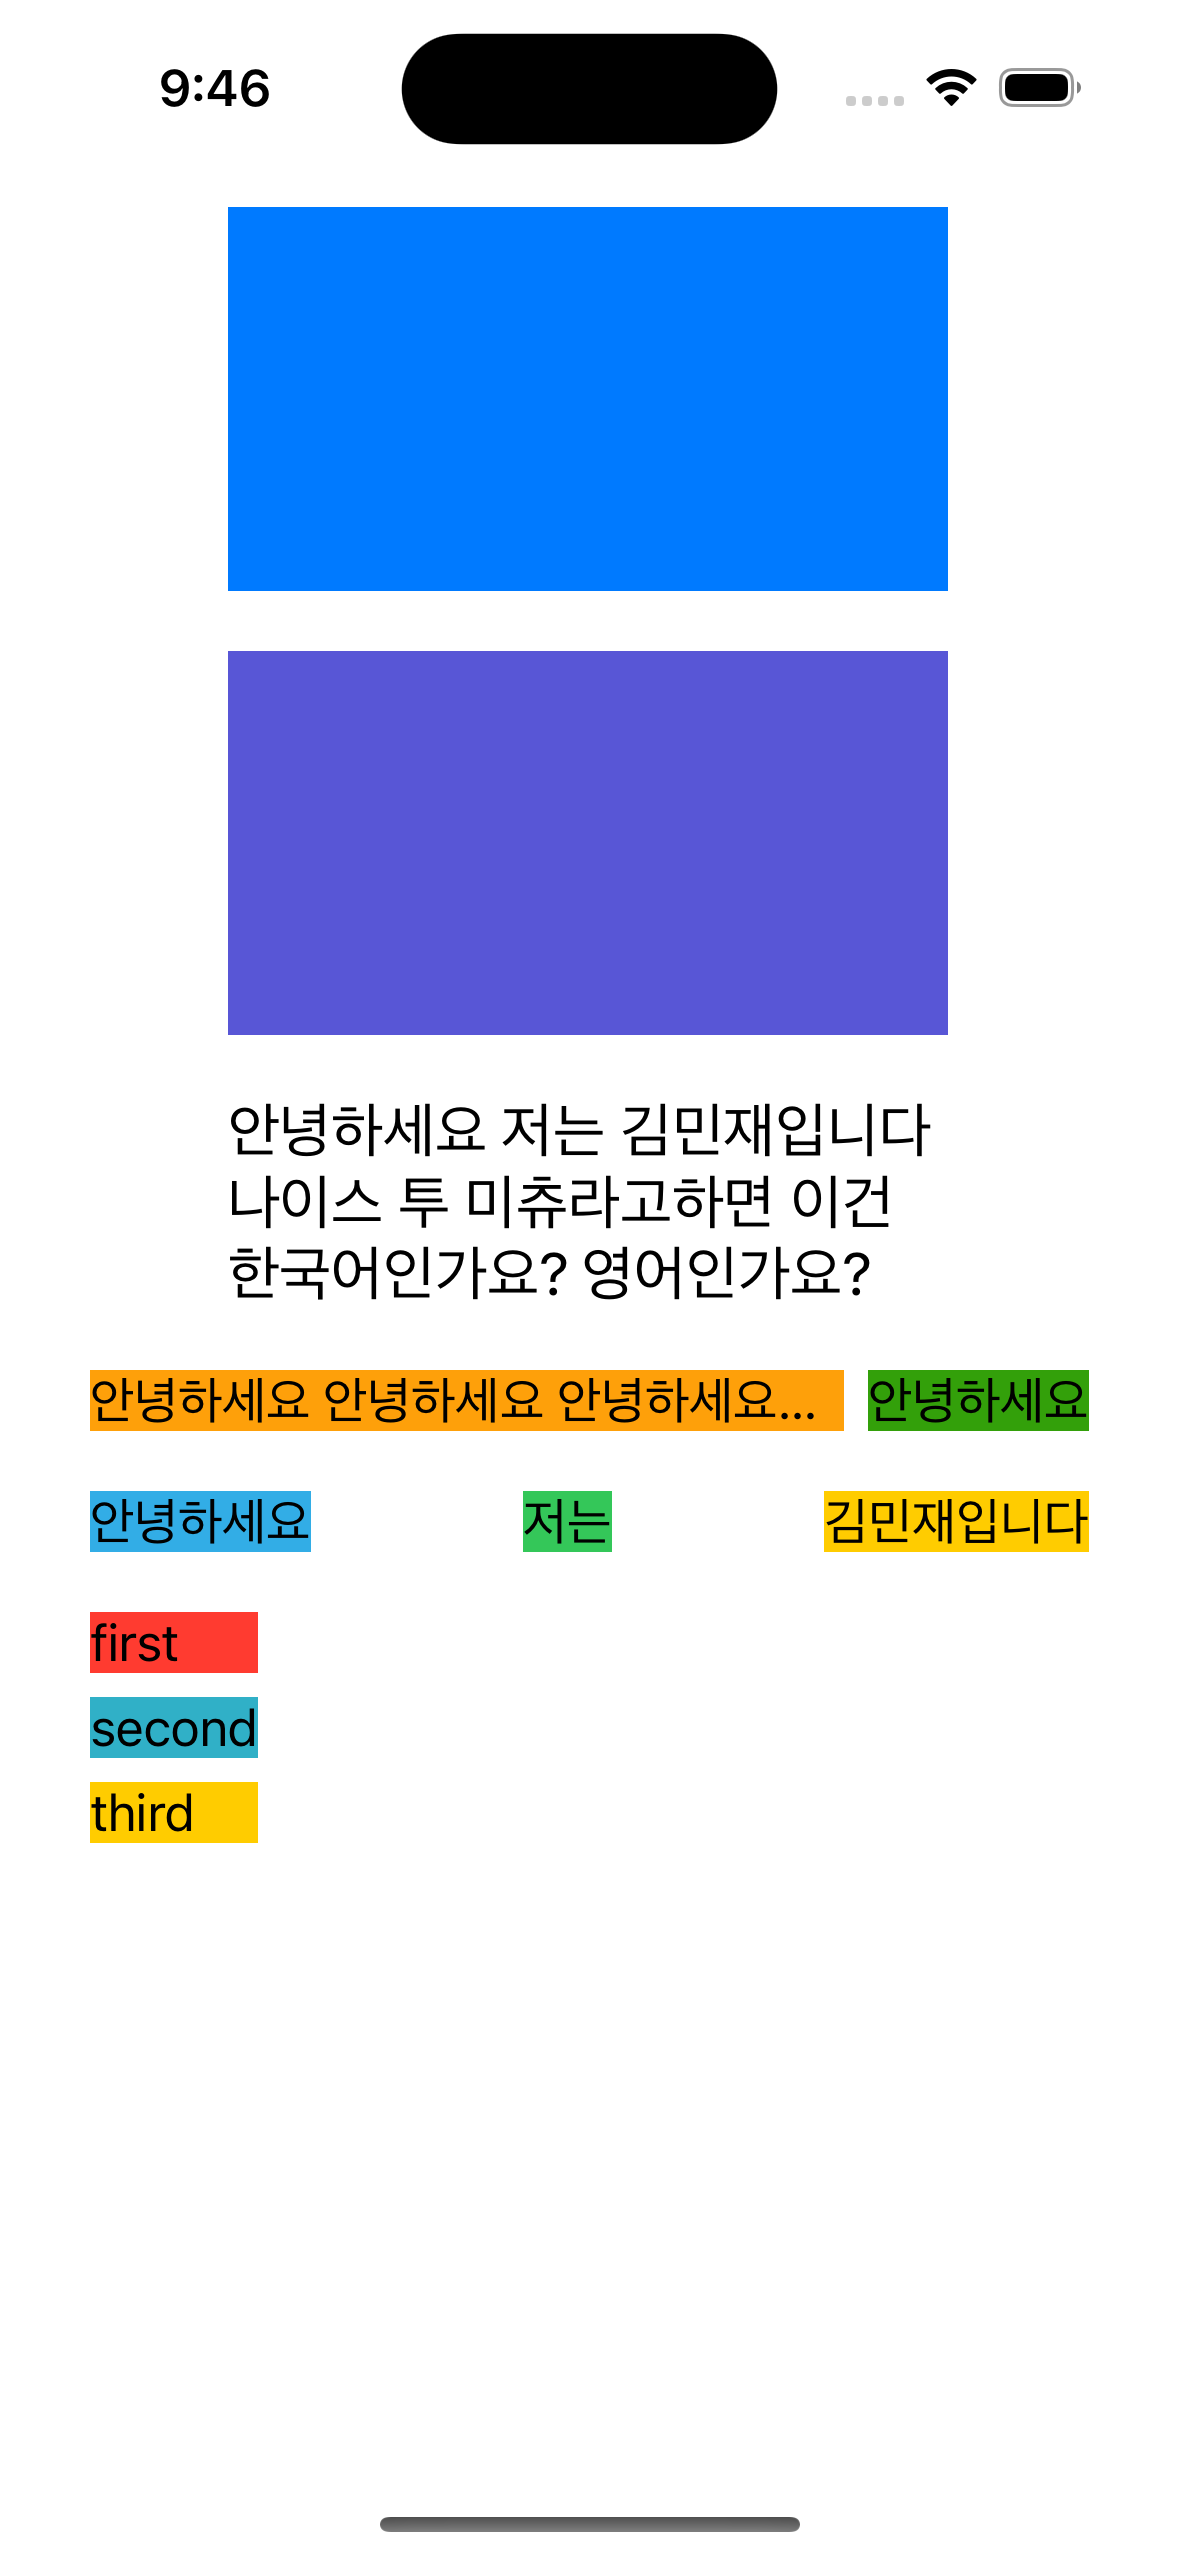 9:46
안녕하세요 저는 김민재입니다
나이스 투 미츄라고하면 이건
한국어인가요? 영어인가요?
안녕하세요 안녕하세요 안녕하세요... 안녕하세요
안녕하세요 저는 김민재입니다
first
second
third